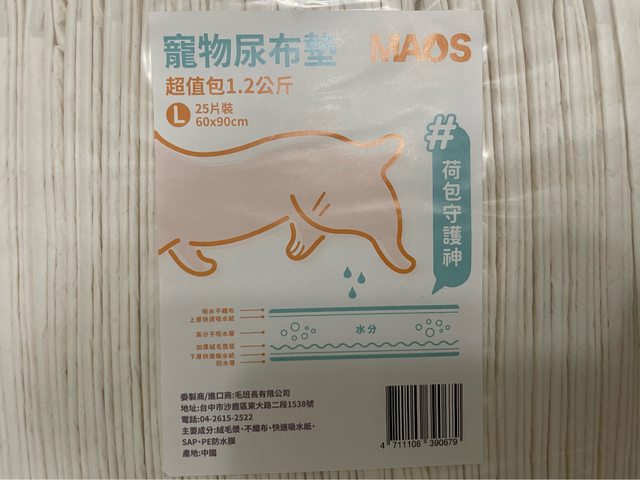 寵物尿布墊 MAOS
超值包1.2公斤
L 25片裝
60x90cm
#
荷包守護神
吸水不織布
上層快速吸水紙
高分子吸水層
加厚絨毛漿層
下層快速吸水紙
防水層
水分
委製商/進口商:毛班長有限公司
地址:台中市沙鹿區東大路二段1538號
電話:04-2615-2522
主要成分:絨毛漿、不織布、快速吸水紙、
SAP、PE防水膜
產地:中國
4 711106 390679